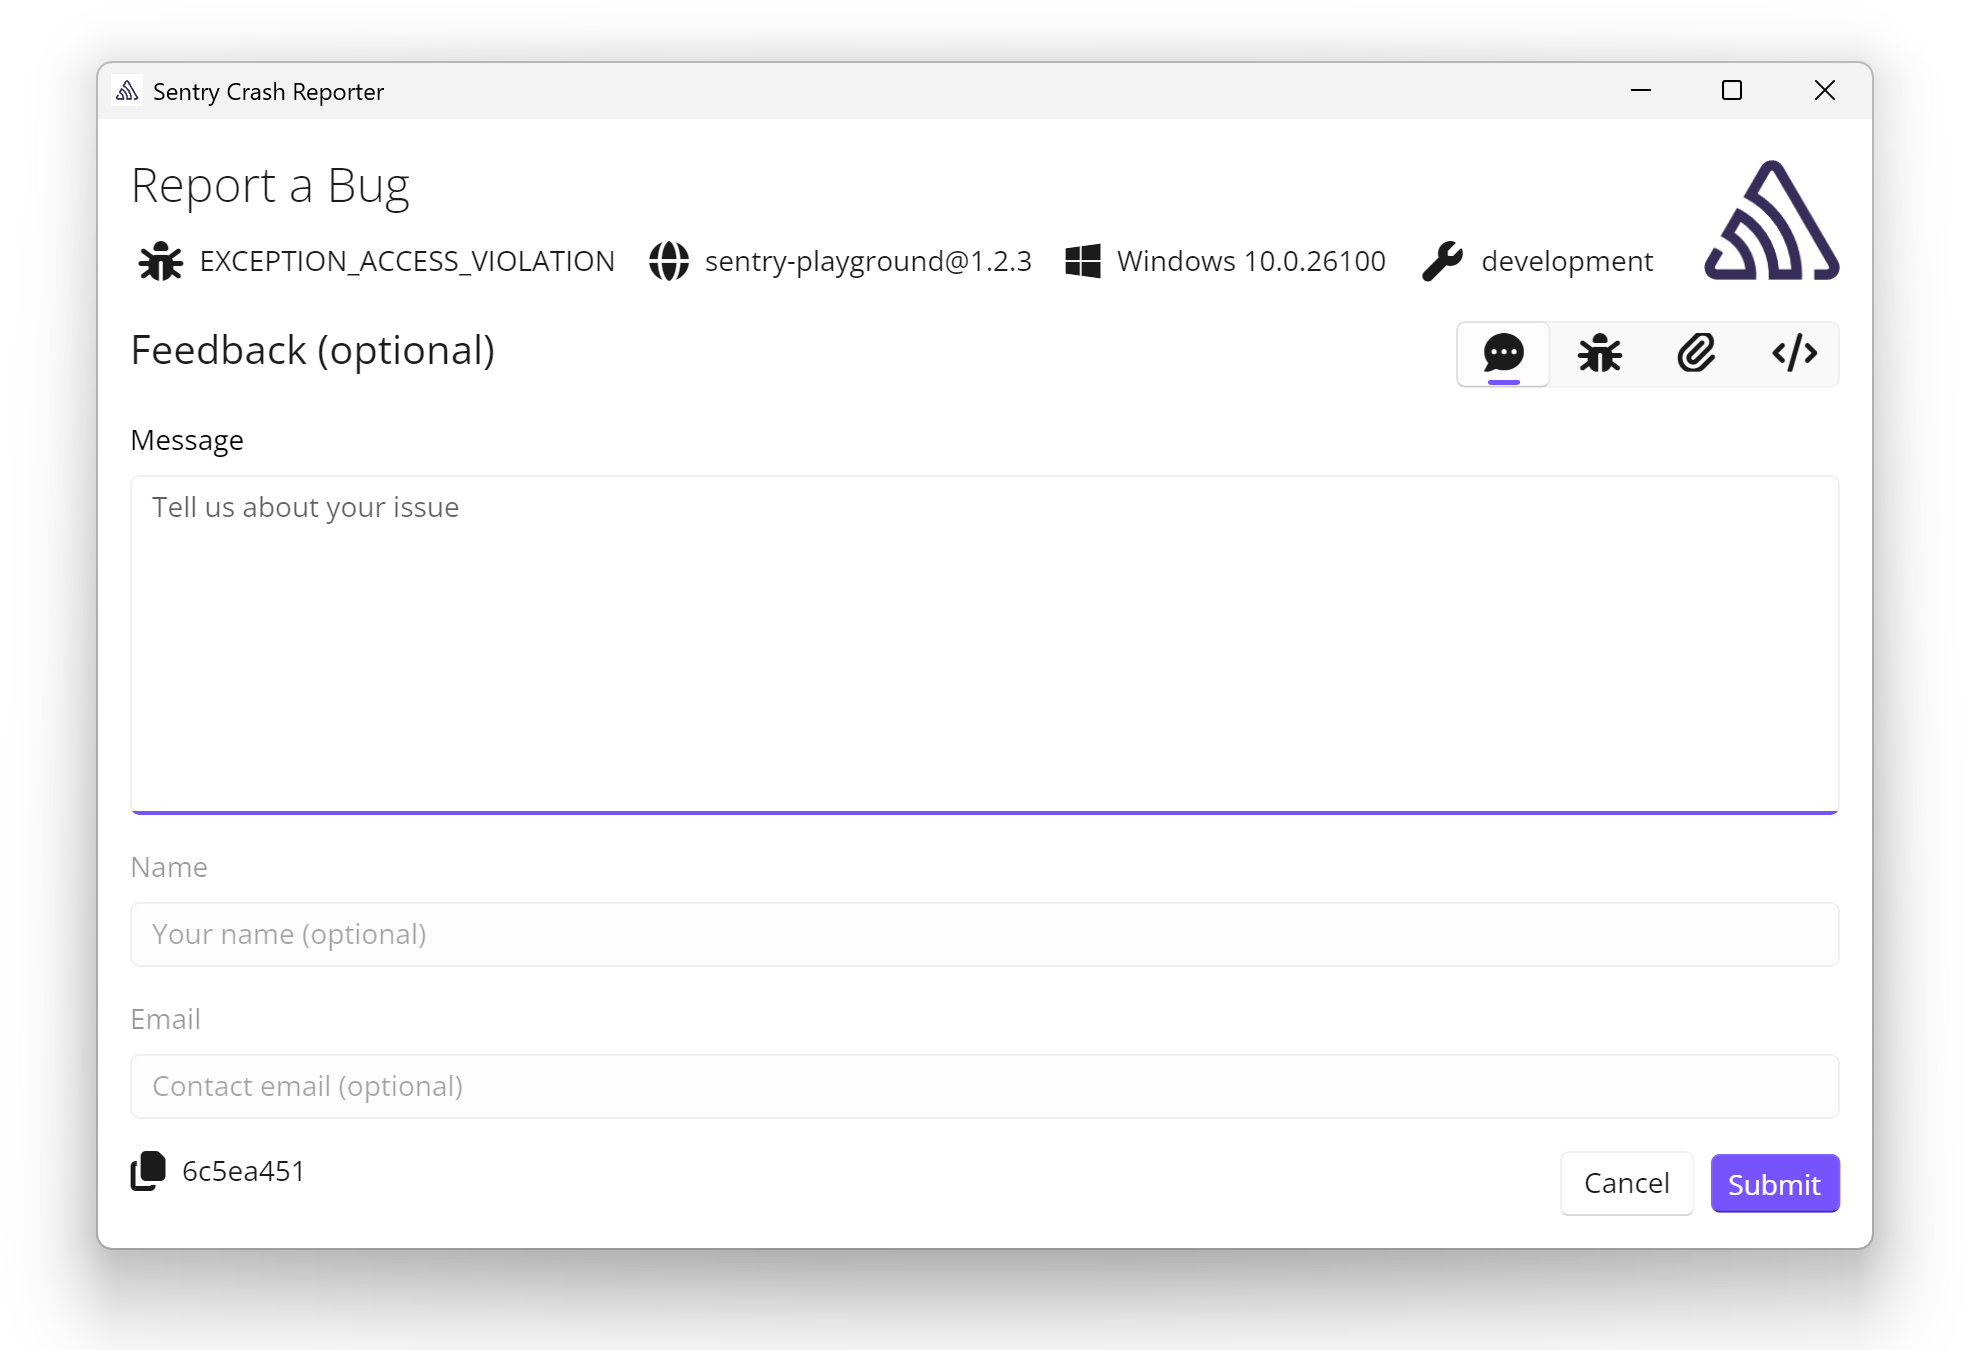 Sentry Crash Reporter
Report a Bug
EXCEPTION_ACCESS_VIOLATION sentry-playground@1.2.3 Windows 10.0.26100 development
Feedback (optional)
Message
Tell us about your issue
Name
Your name (optional)
Email
Contact email (optional)
6c5ea451
Cancel Submit